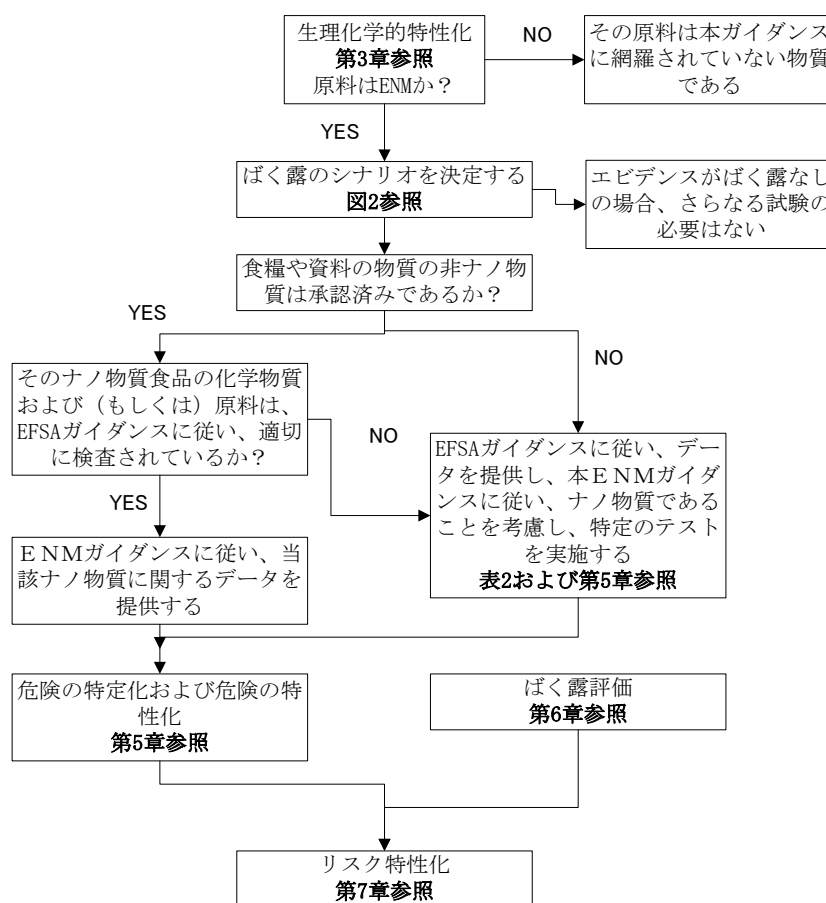 生理化学的特性化
第3章参照
原料はENMか？
NO
その原料は本ガイダンス
に網羅されていない物質
である
YES
ばく露のシナリオを決定する
図2参照
エビデンスがばく露なし
の場合、さらなる試験の
必要はない
食糧や資料の物質の非ナノ物
質は承認済みであるか？
YES
NO
そのナノ物質食品の化学物質
および（もしくは）原料は、
EFSAガイダンスに従い、適切
に検査されているか？
NO
EFSAガイダンスに従い、デー
タを提供し、本ＥＮＭガイダ
ンスに従い、ナノ物質である
ことを考慮し、特定のテスト
を実施する
表2および第5章参照
YES
ＥＮＭガイダンスに従い、当
該ナノ物質に関するデータを
提供する
危険の特定化および危険の特
性化
第5章参照
ばく露評価
第6章参照
リスク特性化
第7章参照